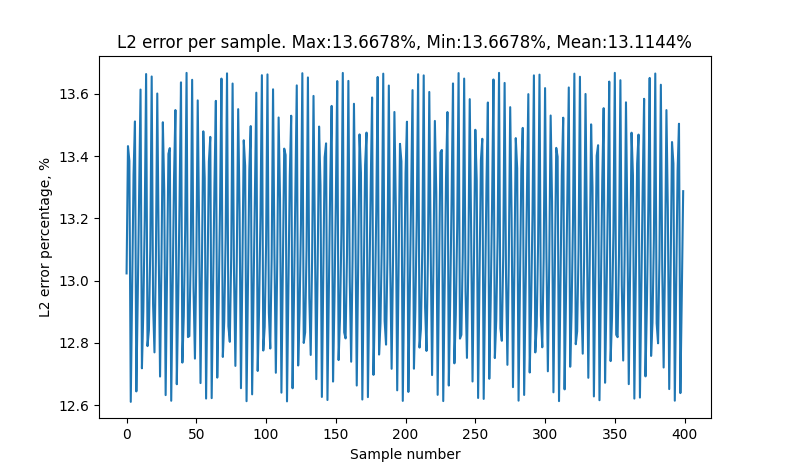 L2 error per sample. Max:13.6678%, Min:13.6678%, Mean:13.1144%
13.6
13.4
13.2
13.0
12.8
12.6
L2 error percentage, %
0 50 100 150 200 250 300 350 400
Sample number